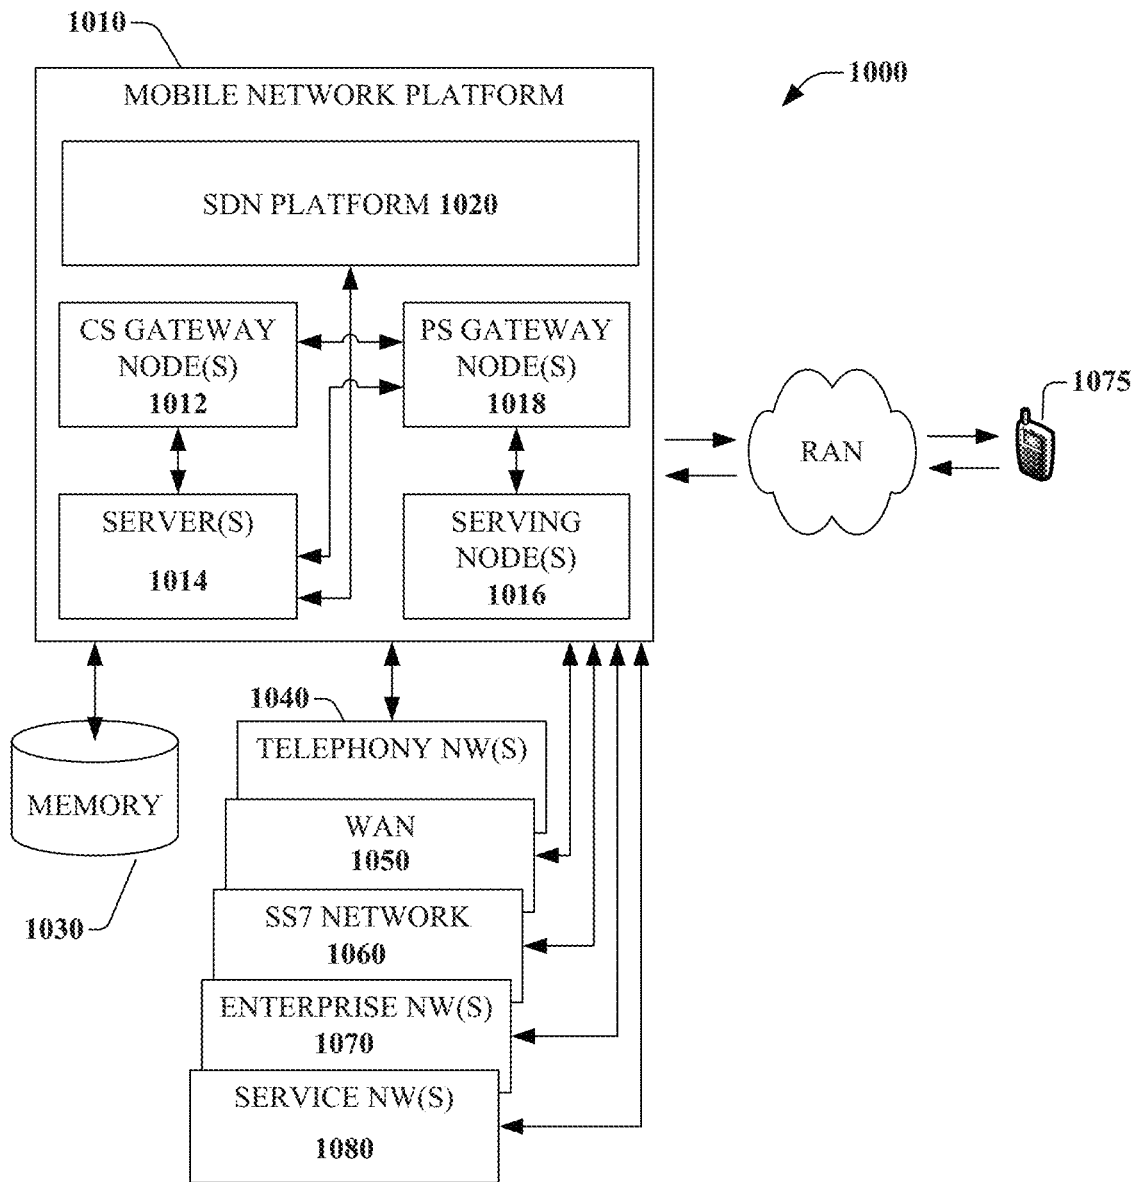 1010
1000
MOBILE NETWORK PLATFORM
SDN PLATFORM 1020
CS GATEWAY
NODE(S)
1012
PS GATEWAY
NODE(S)
1018
SERVER(S)
1014
SERVING
NODE(S)
1016
RAN
1075
1040
TELEPHONY NW(S)
MEMORY
1030
WAN
1050
SS7 NETWORK
1060
ENTERPRISE NW(S)
1070
SERVICE NW(S)
1080